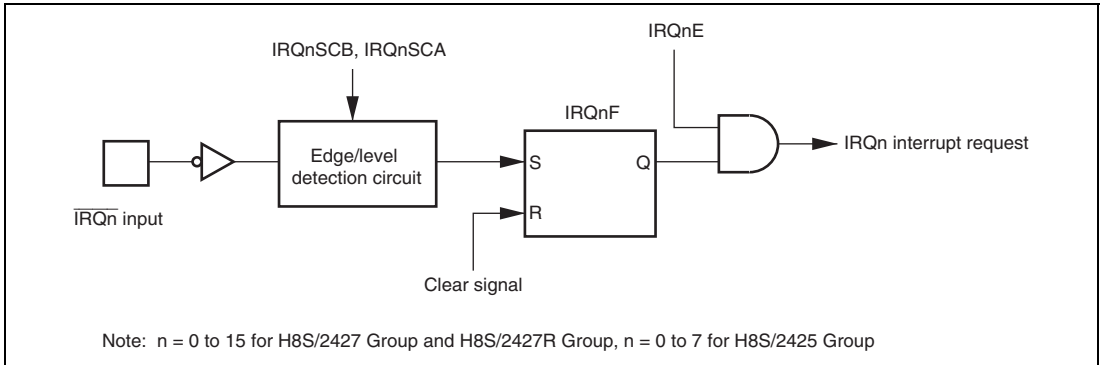 IRQnE
IRQnSCB, IRQnSCA
IRQnF
Edge/level
detection circuit
S
Q
R
IRQn interrupt request
I̅R̅Q̅n̅ input
Clear signal
Note: n = 0 to 15 for H8S/2427 Group and H8S/2427R Group, n = 0 to 7 for H8S/2425 Group